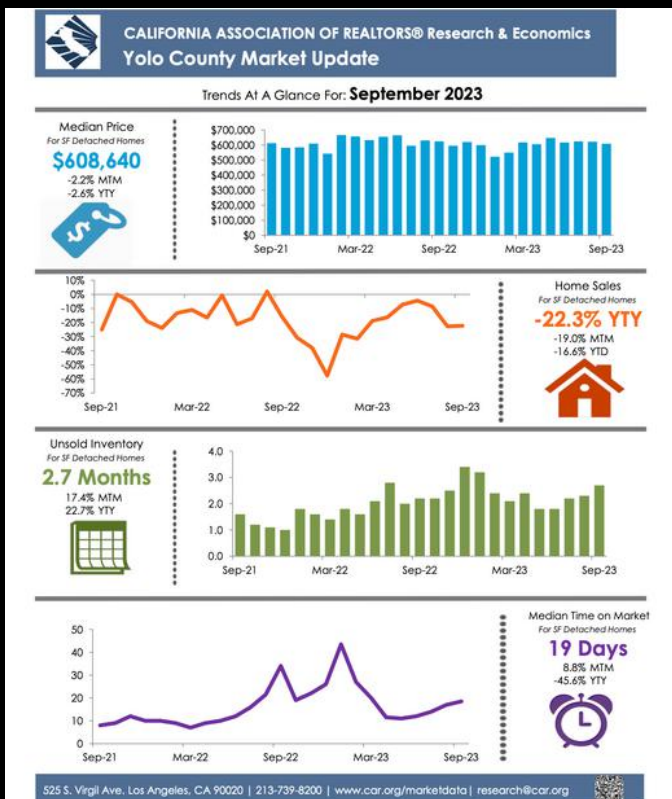 CALIFORNIA ASSOCIATION OF REALTORS® Research & Economics
Yolo County Market Update
Trends At A Glance For: September 2023
Median Price
For SF Detached Homes
$608,640
-2.2% MTM
-2.6% YTY
$
$700,000
$600,000
$500,000
$400,000
$300,000
$200,000
$100,000
$0
Sep-21 Mar-22 Sep-22 Mar-23 Sep-23
10%
0%
-10%
-20%
-30%
-40%
-50%
-60%
-70%
Sep-21 Mar-22 Sep-22 Mar-23 Sep-23
Home Sales
For SF Detached Homes
-22.3% YTY
-19.0% MTM
-16.6% YTD
Unsold Inventory
For SF Detached Homes
2.7 Months
17.4% MTM
22.7% YTY
4.0
3.0
2.0
1.0
0.0
Sep-21 Mar-22 Sep-22 Mar-23 Sep-23
50
40
30
20
10
0
Sep-21 Mar-22 Sep-22 Mar-23 Sep-23
Median Time on Market
For SF Detached Homes
19 Days
8.8% MTM
-45.6% YTY
525 S. Virgil Ave. Los Angeles, CA 90020 | 213-739-8200 | www.car.org/marketdata| research@car.org